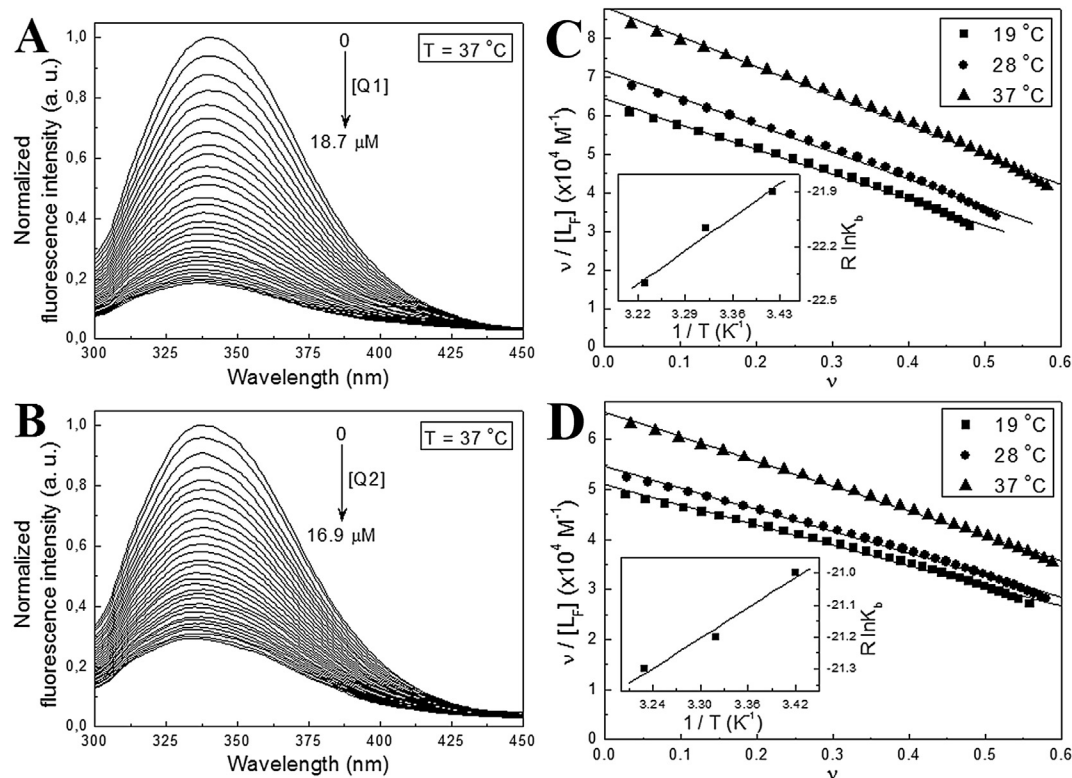 A
Normalized
fluorescence intensity (a. u.)
1,0
0,8
0,6
0,4
0,2
0,0
0
[Q1]
18.7 µM
T = 37 °C
300 325 350 375 400 425 450
Wavelength (nm)
C
ν / [L_F] (x10⁴ M⁻¹)
8
7
6
5
4
3
2
1
0
19 °C
28 °C
37 °C
-21.9
-22.2
-22.5
R lnK_b
3.22 3.29 3.36 3.43
1 / T (K⁻¹)
0.0 0.1 0.2 0.3 0.4 0.5 0.6
ν
B
Normalized
fluorescence intensity (a. u.)
1,0
0,8
0,6
0,4
0,2
0,0
0
[Q2]
16.9 µM
T = 37 °C
300 325 350 375 400 425 450
Wavelength (nm)
D
ν / [L_F] (x10⁴ M⁻¹)
6
5
4
3
2
1
0
19 °C
28 °C
37 °C
-21.0
-21.1
-21.2
-21.3
R lnK_b
3.24 3.30 3.36 3.42
1 / T (K⁻¹)
0.0 0.1 0.2 0.3 0.4 0.5 0.6
ν